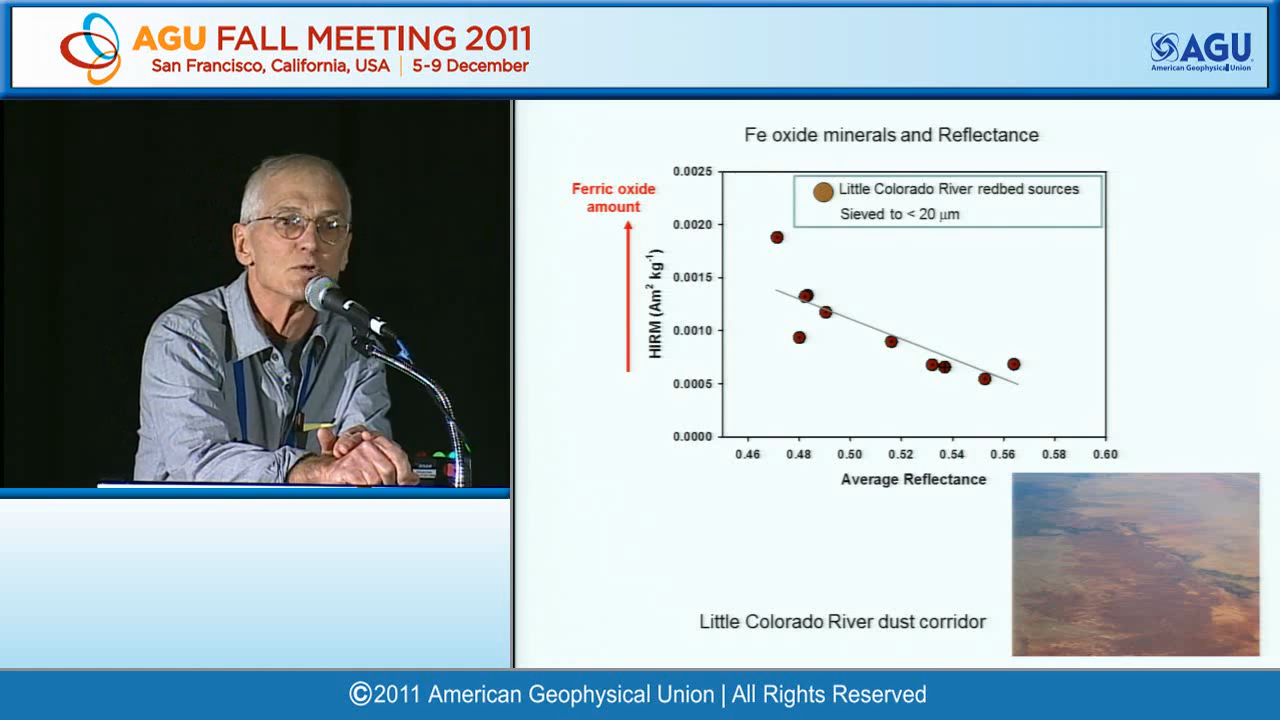 AGU FALL MEETING 2011
San Francisco, California, USA | 5-9 December
AGU
American Geophysical Union
Fe oxide minerals and Reflectance
Ferric oxide
amount
HIRM (Am² kg⁻¹)
0.0025
0.0020
0.0015
0.0010
0.0005
0.0000
Little Colorado River redbed sources
Sieved to < 20 μm
0.46 0.48 0.50 0.52 0.54 0.56 0.58 0.60
Average Reflectance
Little Colorado River dust corridor
©2011 American Geophysical Union | All Rights Reserved